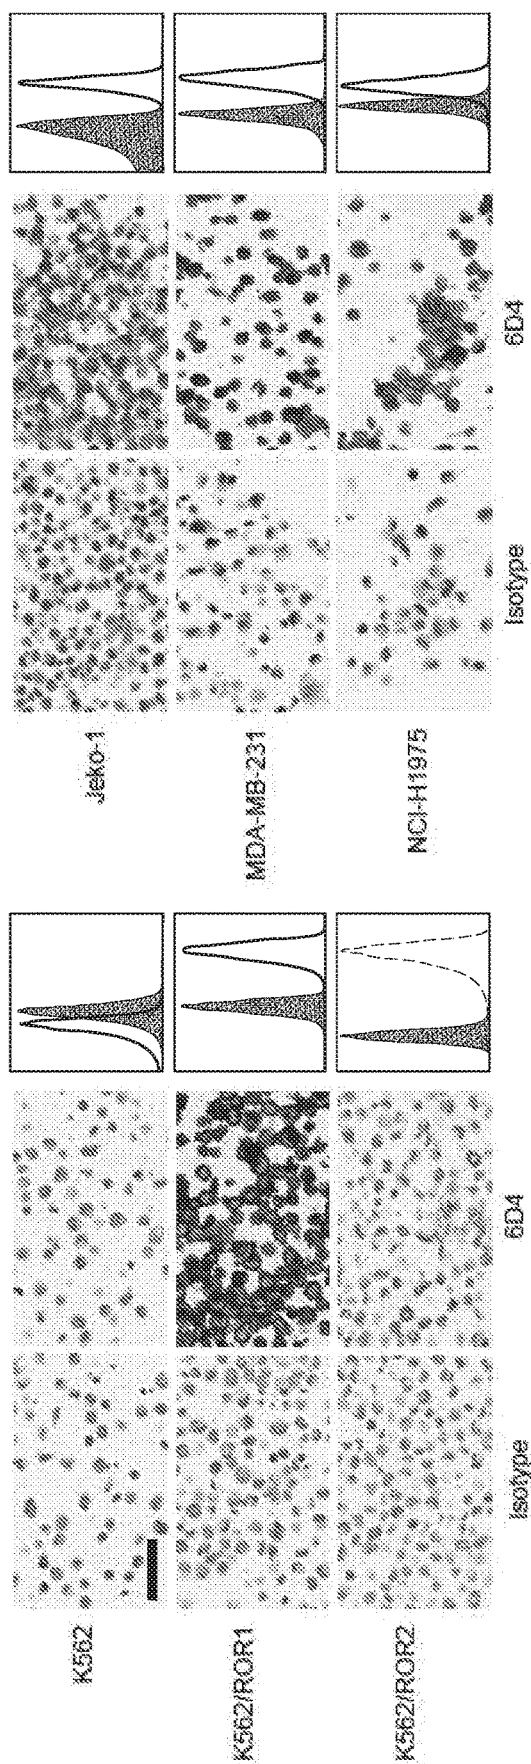 K562
K562/ROR1
K562/ROR2
Isotype
6D4
Jeko-1
MDA-MB-231
NCI-H1975
Isotype
6D4